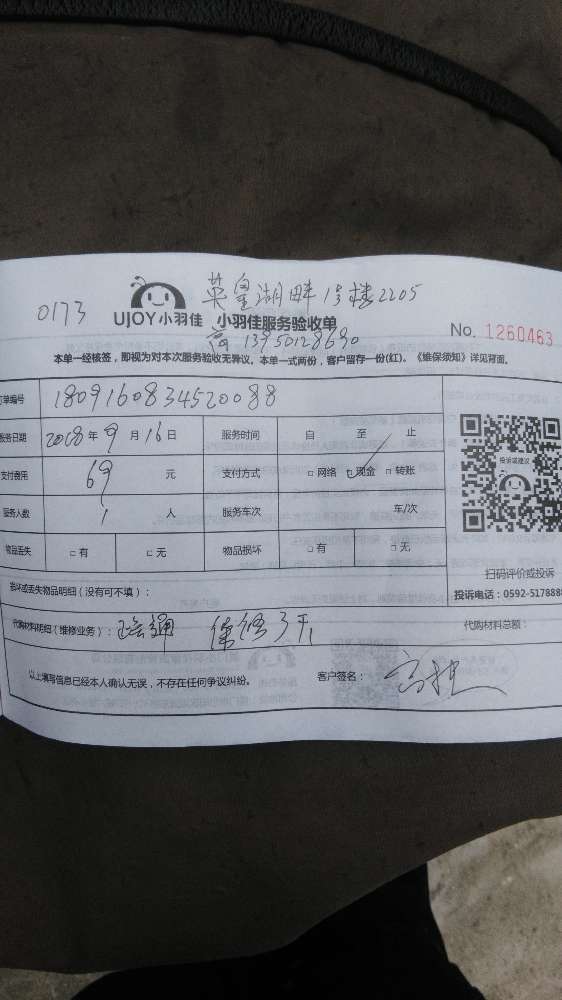 英皇湖畔1号楼2205
0173
UJOY小羽佳 小羽佳服务验收单
高 13950128690
No. 1260463
本单一经核签，即视为对本次服务验收无异议。本单一式两份，客户留存一份(红)。《维保须知》详见背面。
订单编号 1809160834520088
服务日期 2018年 9 月 16 日 服务时间 自 至 止
支付费用 69 元 支付方式 □ 网络 □ 现金 □ 转账
服务人数 1 人 服务车次 车/次
物品丢失 □ 有 □ 无 物品损坏 □ 有 □ 无
投诉或建议
扫码评价或投诉
投诉电话：0592-517888
损坏或丢失物品明细（没有可不填）：
代购材料明细（维修业务）： 保修3天 代购材料总额：
以上填写信息已经本人确认无误，不存在任何争议纠纷。 客户签名：